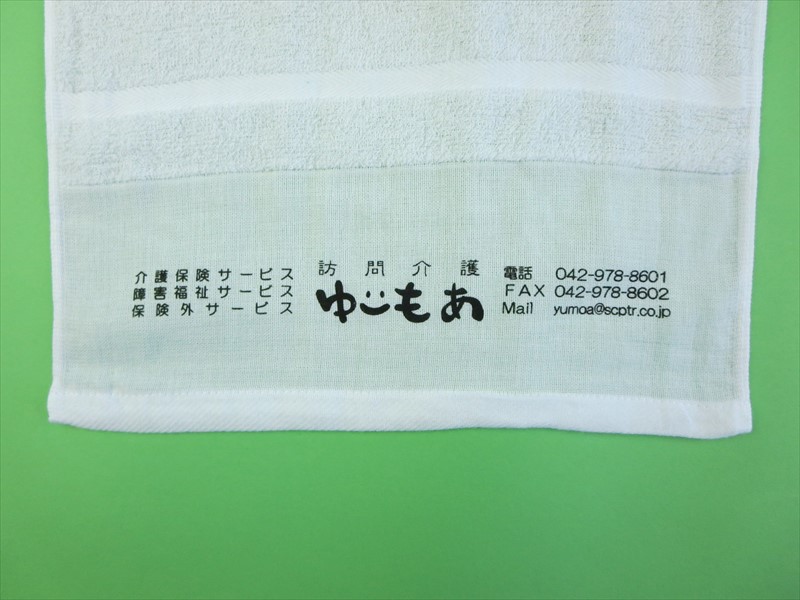 介護保険サービス
障害福祉サービス
保険外サービス
訪問介護
ゆーもあ
電話 042-978-8601
FAX 042-978-8602
Mail yumoa@scptr.co.jp